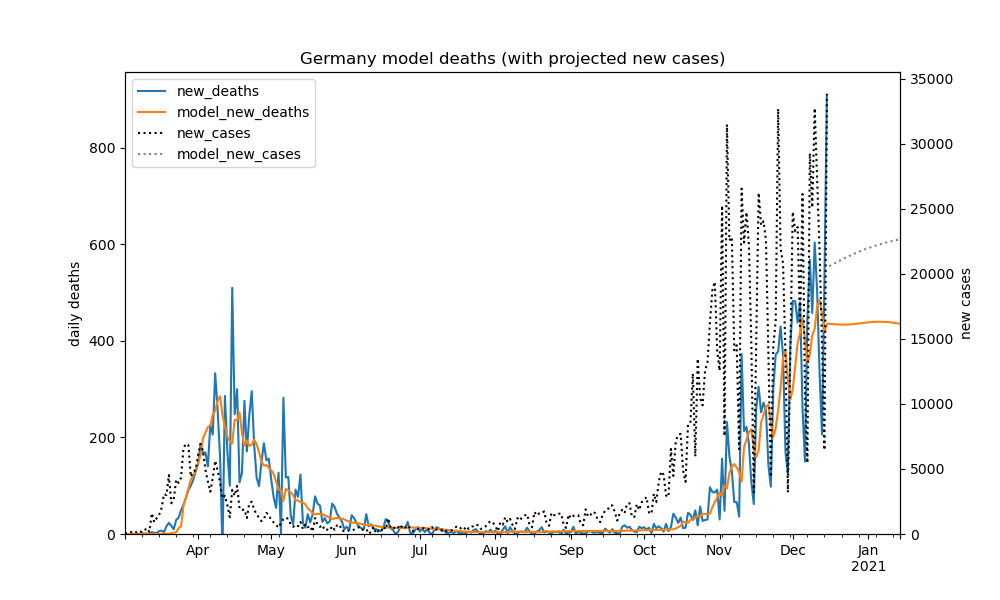 Germany model deaths (with projected new cases)
new_deaths
model_new_deaths
new_cases
model_new_cases
daily deaths
800
600
400
200
0
35000
30000
25000
20000
15000
10000
5000
0
new cases
Apr May Jun Jul Aug Sep Oct Nov Dec Jan
2021